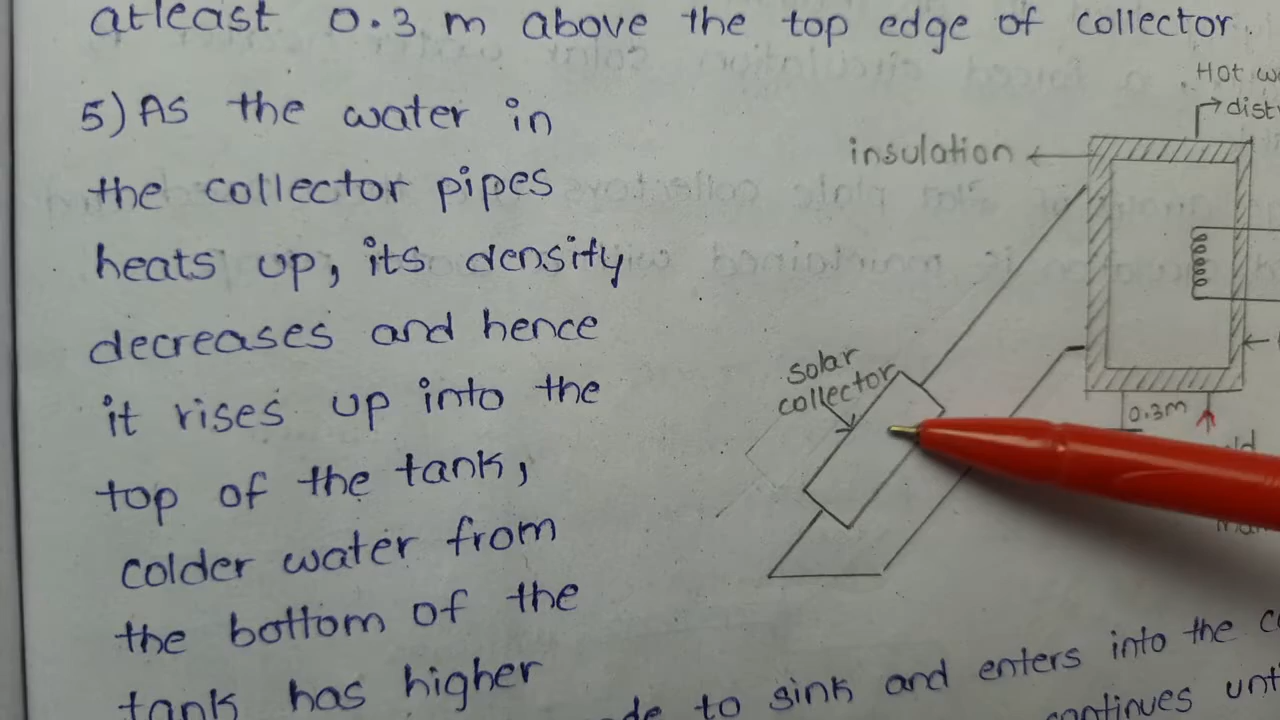 atleast 0.3 m above the top edge of collector.
5) As the water in
the collector pipes
heats up, its density
decreases and hence
it rises up into the
top of the tank,
colder water from
the bottom of the
tank has higher
to sink and enters into the
continues
Hot
insulation
solar
collector
0.3m